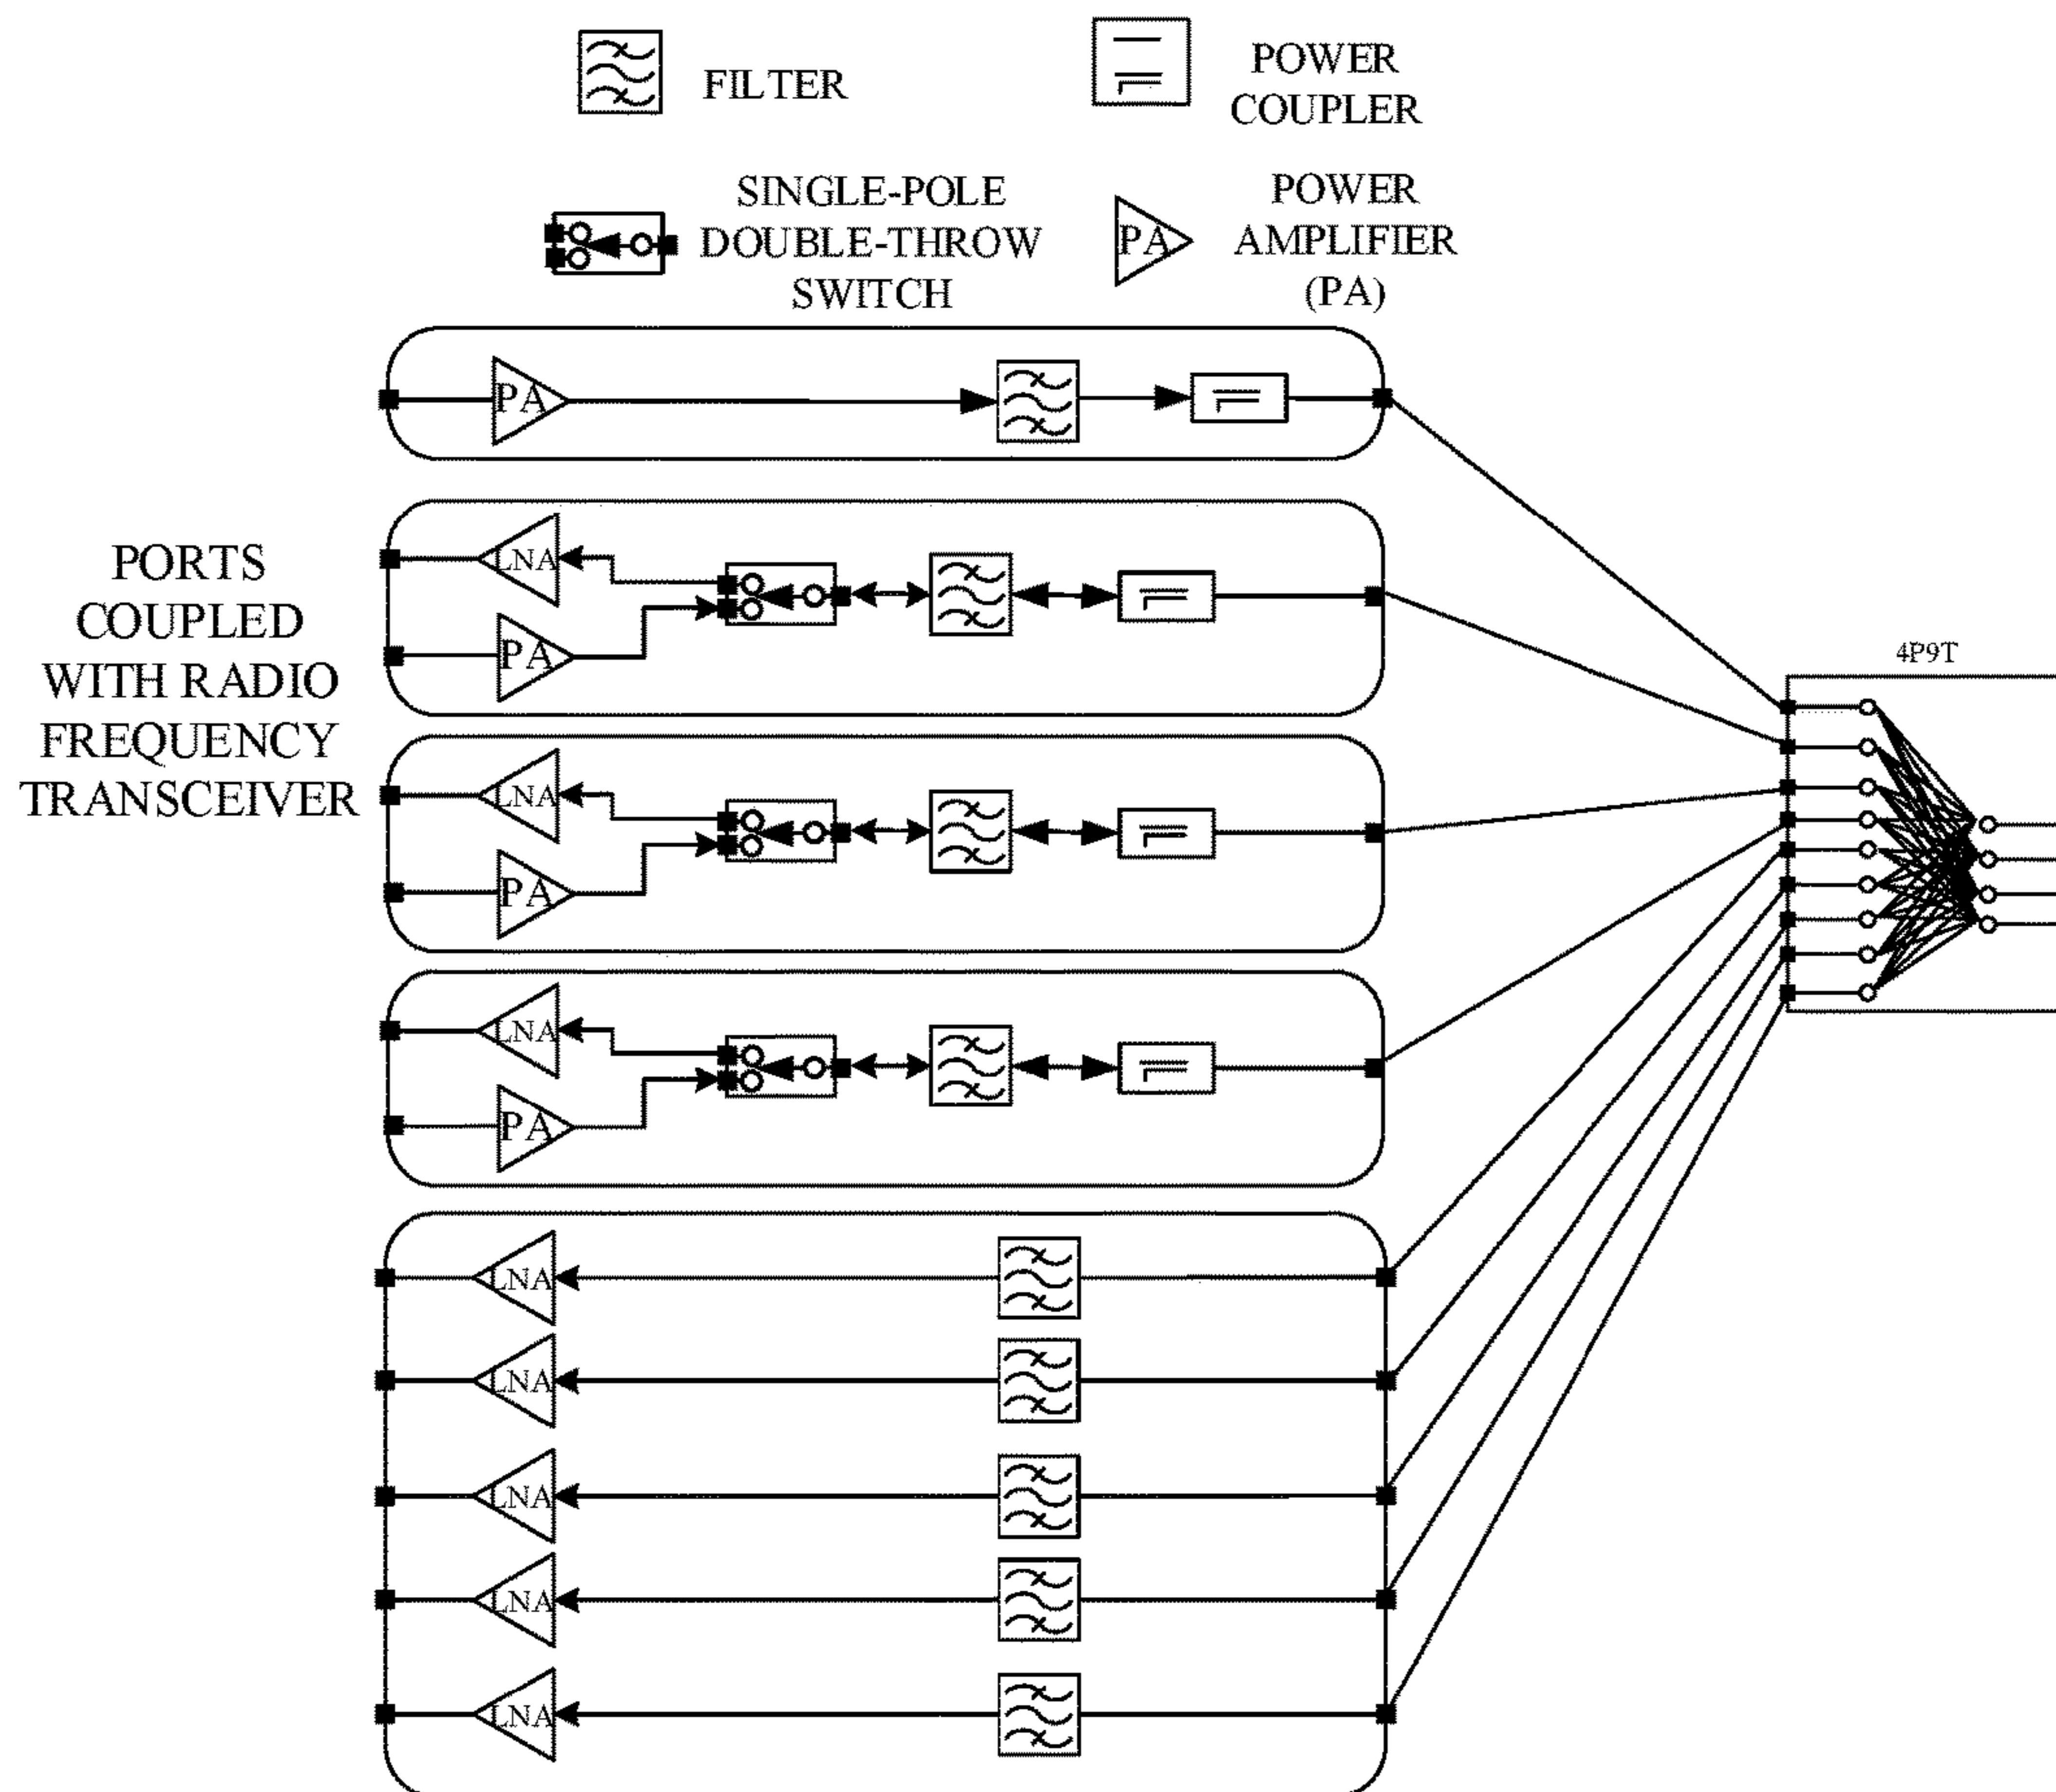 FILTER
POWER
COUPLER
SINGLE-POLE
DOUBLE-THROW
SWITCH
PA
POWER
AMPLIFIER
(PA)
PA
PORTS
COUPLED
WITH RADIO
FREQUENCY
TRANSCEIVER
LNA
PA
4P9T
LNA
PA
LNA
PA
LNA
LNA
LNA
LNA
LNA